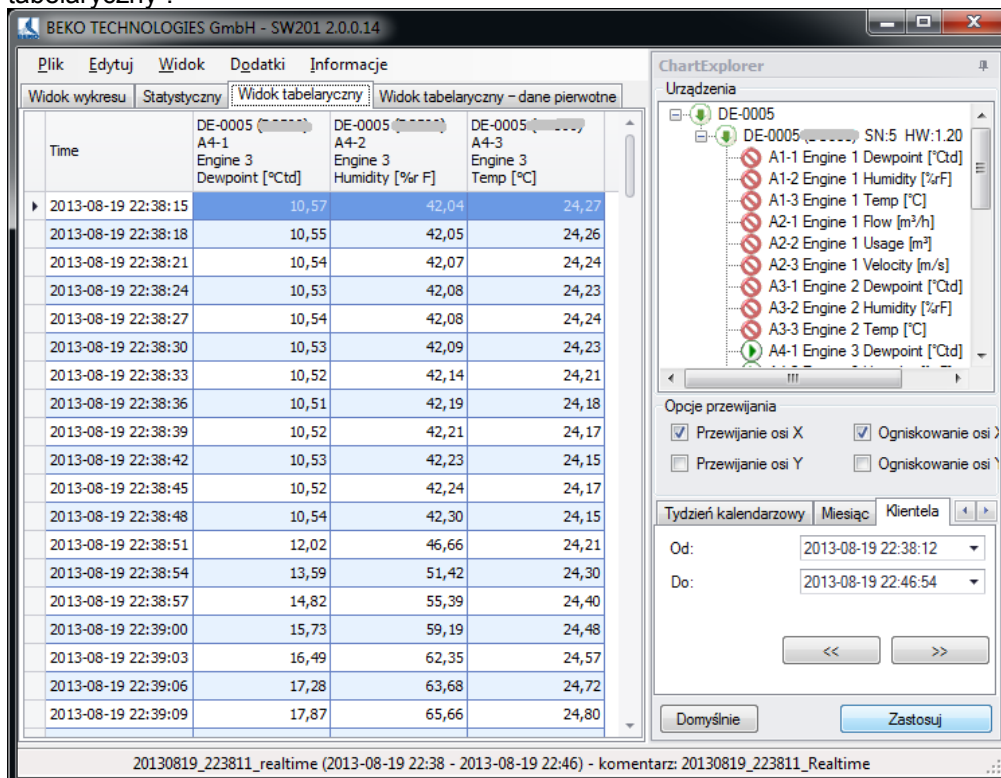 tabelaryczny".
BEKO TECHNOLOGIES GmbH - SW201 2.0.0.14
Plik Edytuj Widok Dodatki Informacje
Widok wykresu Statystyczny Widok tabelaryczny Widok tabelaryczny – dane pierwotne
Time
DE-0005
A4-1
Engine 3
Dewpoint [°Ctd]
DE-0005
A4-2
Engine 3
Humidity [%r F]
DE-0005
A4-3
Engine 3
Temp [°C]
2013-08-19 22:38:15 10,57 42,04 24,27
2013-08-19 22:38:18 10,55 42,05 24,26
2013-08-19 22:38:21 10,54 42,07 24,24
2013-08-19 22:38:24 10,53 42,08 24,23
2013-08-19 22:38:27 10,54 42,08 24,24
2013-08-19 22:38:30 10,53 42,09 24,23
2013-08-19 22:38:33 10,52 42,14 24,21
2013-08-19 22:38:36 10,51 42,19 24,18
2013-08-19 22:38:39 10,52 42,21 24,17
2013-08-19 22:38:42 10,53 42,23 24,15
2013-08-19 22:38:45 10,52 42,24 24,17
2013-08-19 22:38:48 10,54 42,30 24,15
2013-08-19 22:38:51 12,02 46,66 24,21
2013-08-19 22:38:54 13,59 51,42 24,30
2013-08-19 22:38:57 14,82 55,39 24,40
2013-08-19 22:39:00 15,73 59,19 24,48
2013-08-19 22:39:03 16,49 62,35 24,57
2013-08-19 22:39:06 17,28 63,68 24,72
2013-08-19 22:39:09 17,87 65,66 24,80
ChartExplorer
Urządzenia
DE-0005
DE-0005 SN:5 HW:1.20
A1-1 Engine 1 Dewpoint [°Ctd]
A1-2 Engine 1 Humidity [%rF]
A1-3 Engine 1 Temp [°C]
A2-1 Engine 1 Flow [m³/h]
A2-2 Engine 1 Usage [m³]
A2-3 Engine 1 Velocity [m/s]
A3-1 Engine 2 Dewpoint [°Ctd]
A3-2 Engine 2 Humidity [%rF]
A3-3 Engine 2 Temp [°C]
A4-1 Engine 3 Dewpoint [°Ctd]
Opcje przewijania
Przewijanie osi X Ogniskowanie osi X
Przewijanie osi Y Ogniskowanie osi Y
Tydzień kalendarzowy Miesiąc Klientela
Od: 2013-08-19 22:38:12
Do: 2013-08-19 22:46:54
<< >>
Domyślnie Zastosuj
20130819_223811_realtime (2013-08-19 22:38 - 2013-08-19 22:46) - komentarz: 20130819_223811_Realtime